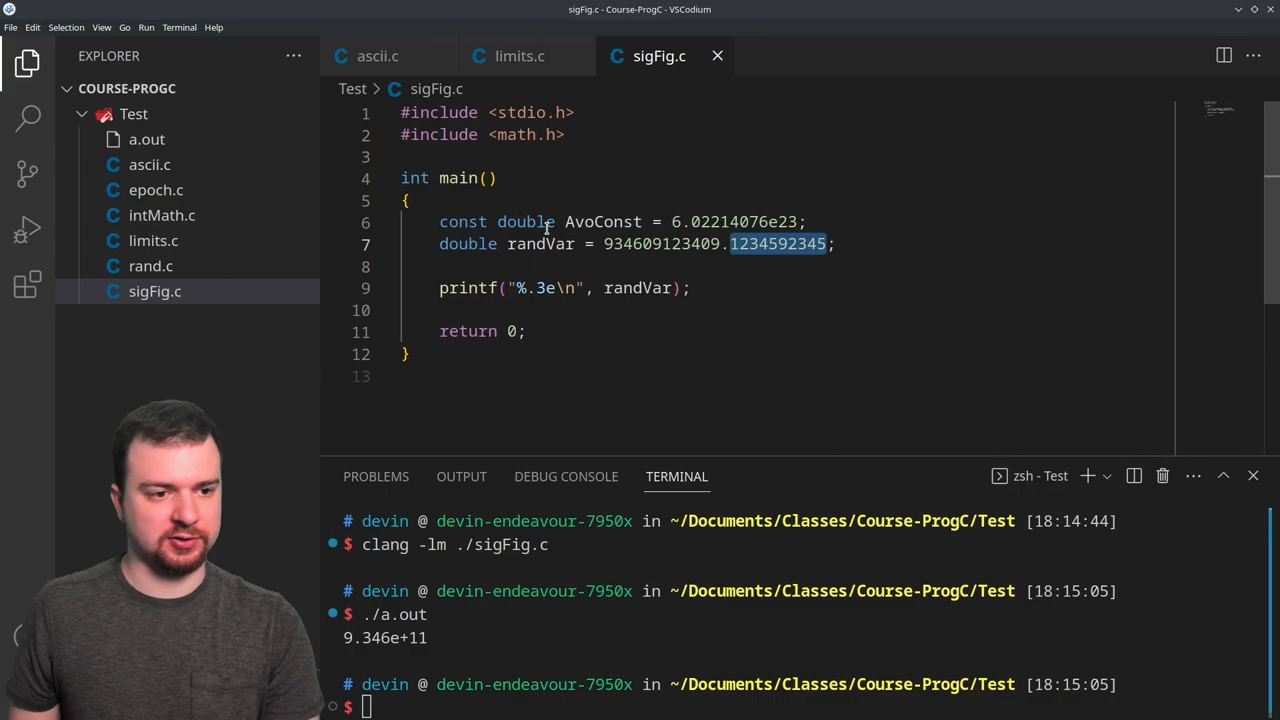 sigFig.c - Course-ProgC - VSCodium
File Edit Selection View Go Run Terminal Help
EXPLORER
COURSE-PROGC
Test
a.out
ascii.c
epoch.c
intMath.c
limits.c
rand.c
sigFig.c
ascii.c limits.c sigFig.c
Test > sigFig.c
1 #include <stdio.h>
2 #include <math.h>
3
4 int main()
5 {
6 const double AvoConst = 6.02214076e23;
7 double randVar = 934609123409.1234592345;
8
9 printf("%.3e\n", randVar);
10
11 return 0;
12 }
13
PROBLEMS OUTPUT DEBUG CONSOLE TERMINAL zsh - Test
# devin @ devin-endeavour-7950x in ~/Documents/Classes/Course-ProgC/Test [18:14:44]
$ clang -lm ./sigFig.c
# devin @ devin-endeavour-7950x in ~/Documents/Classes/Course-ProgC/Test [18:15:05]
$ ./a.out
9.346e+11
# devin @ devin-endeavour-7950x in ~/Documents/Classes/Course-ProgC/Test [18:15:05]
$